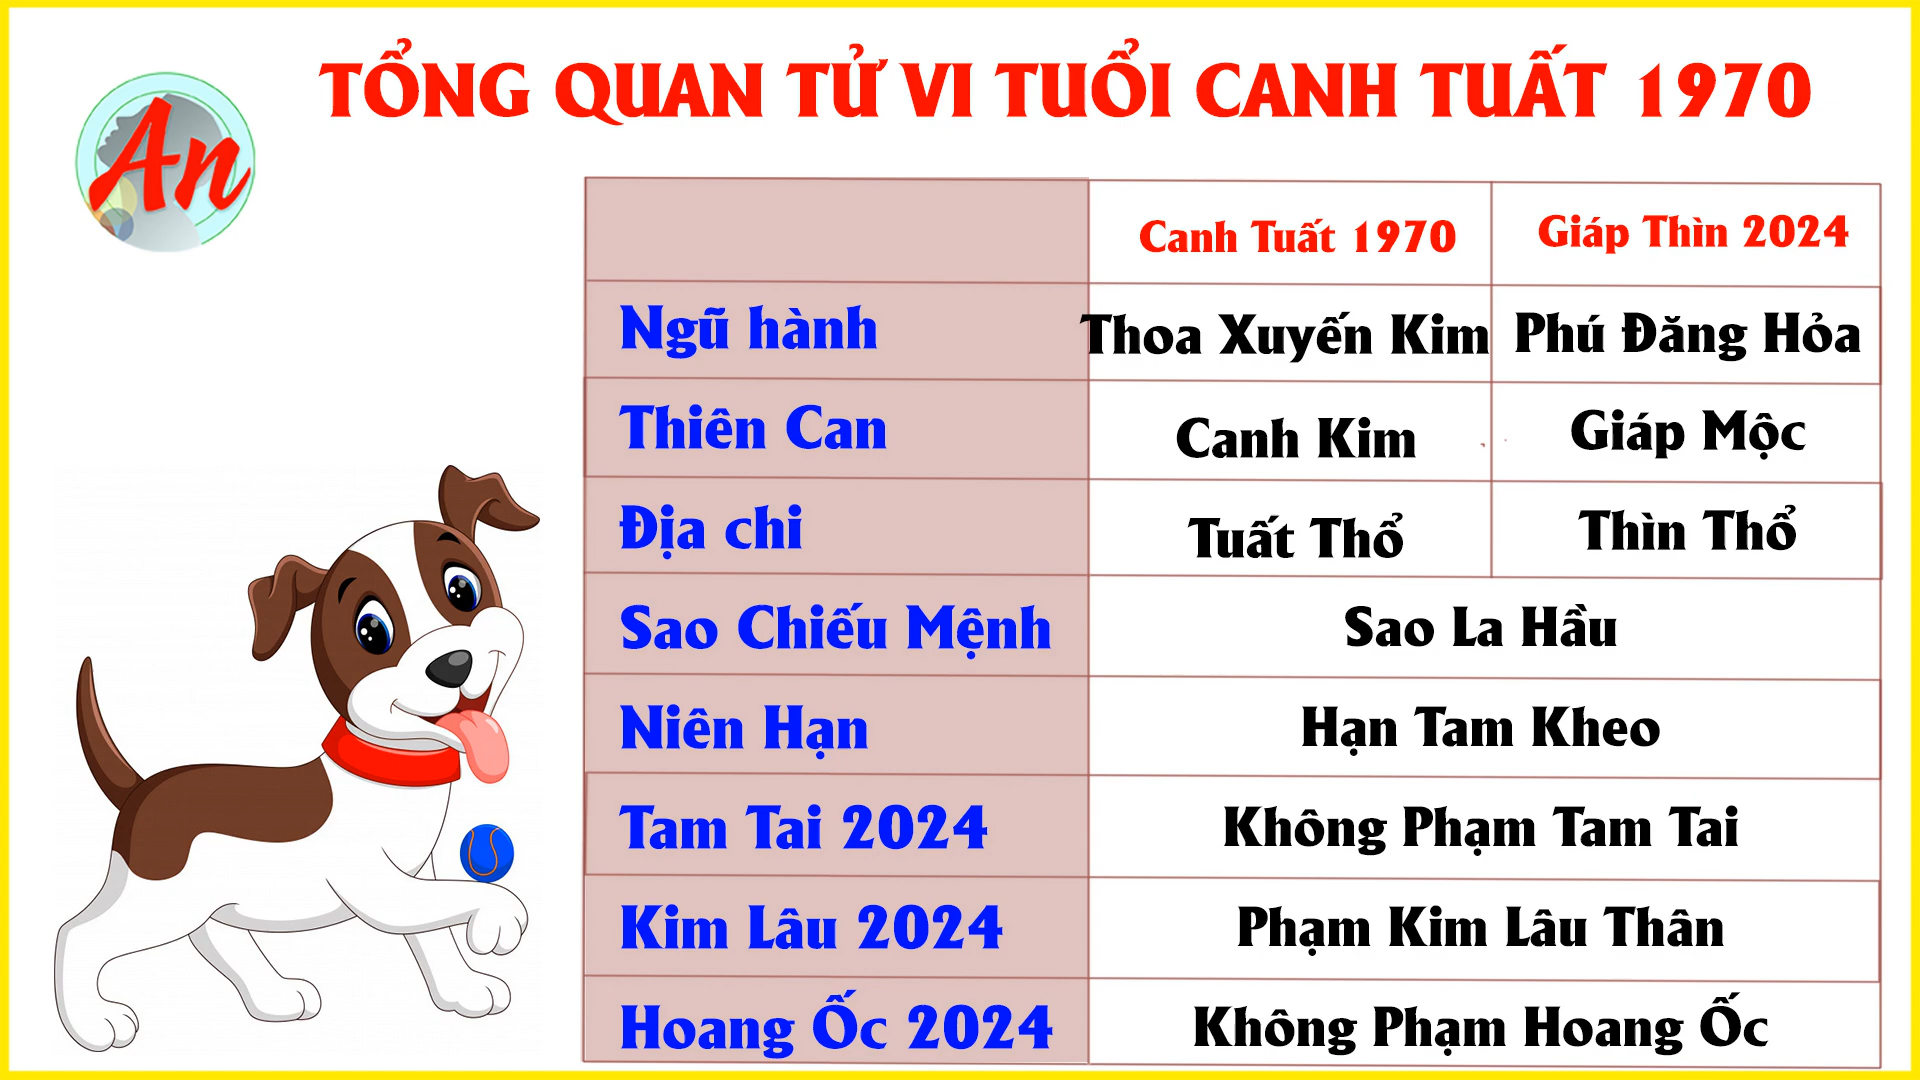 An
TỔNG QUAN TỬ VI TUỔI CANH TUẤT 1970
Canh Tuất 1970 Giáp Thìn 2024
Ngũ hành Thoa Xuyến Kim Phú Đăng Hỏa
Thiên Can Canh Kim Giáp Mộc
Địa chi Tuất Thổ Thìn Thổ
Sao Chiếu Mệnh Sao La Hầu
Niên Hạn Hạn Tam Kheo
Tam Tai 2024 Không Phạm Tam Tai
Kim Lâu 2024 Phạm Kim Lâu Thân
Hoang Ốc 2024 Không Phạm Hoang Ốc